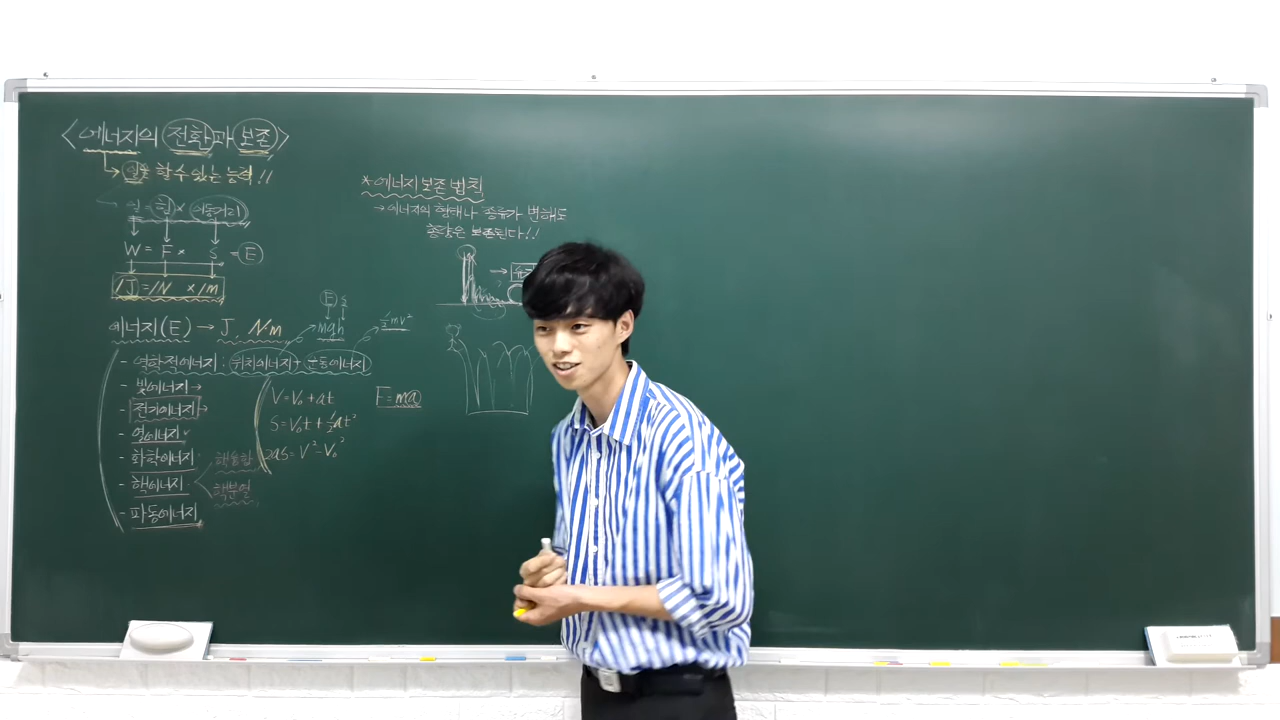 <에너지의 전환과 보존>
일을 할 수 있는 능력!!
일 = 힘 × 이동거리
W = F × S = E
1J = 1N × 1m
에너지(E) → J, Nm
F S
mgh
½mv²
- 역학적에너지 : 위치에너지 + 운동에너지
- 빛에너지 →
- 전기에너지 →
- 열에너지
- 화학에너지
- 핵에너지
핵융합
핵분열
- 파동에너지
V = V₀ + at
S = V₀t + ½at²
2as = V² - V₀²
F = ma
* 에너지 보존 법칙
→ 에너지의 형태나 종류가 변해도
총량은 보존된다!!